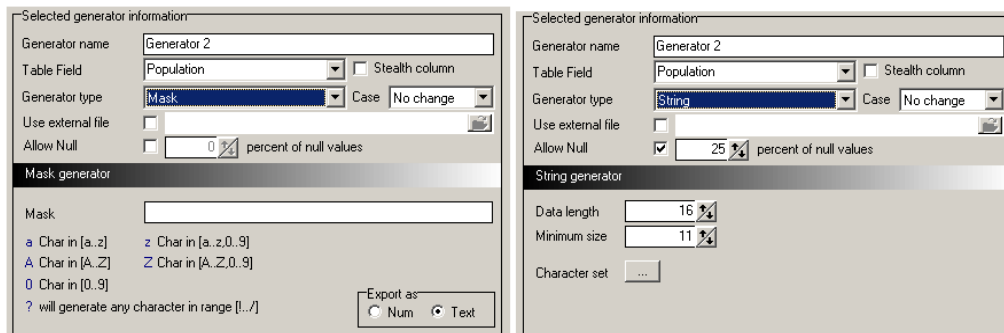 Selected generator information
Generator name Generator 2
Table Field Population Stealth column
Generator type Mask Case No change
Use external file
Allow Null 0 percent of null values
Mask generator
Mask
a Char in [a..z] z Char in [a..z,0..9]
A Char in [A..Z] Z Char in [A..Z,0..9]
0 Char in [0..9]
? will generate any character in range [!../]
Export as
Num Text
Selected generator information
Generator name Generator 2
Table Field Population Stealth column
Generator type String Case No change
Use external file
Allow Null 25 percent of null values
String generator
Data length 16
Minimum size 11
Character set ...